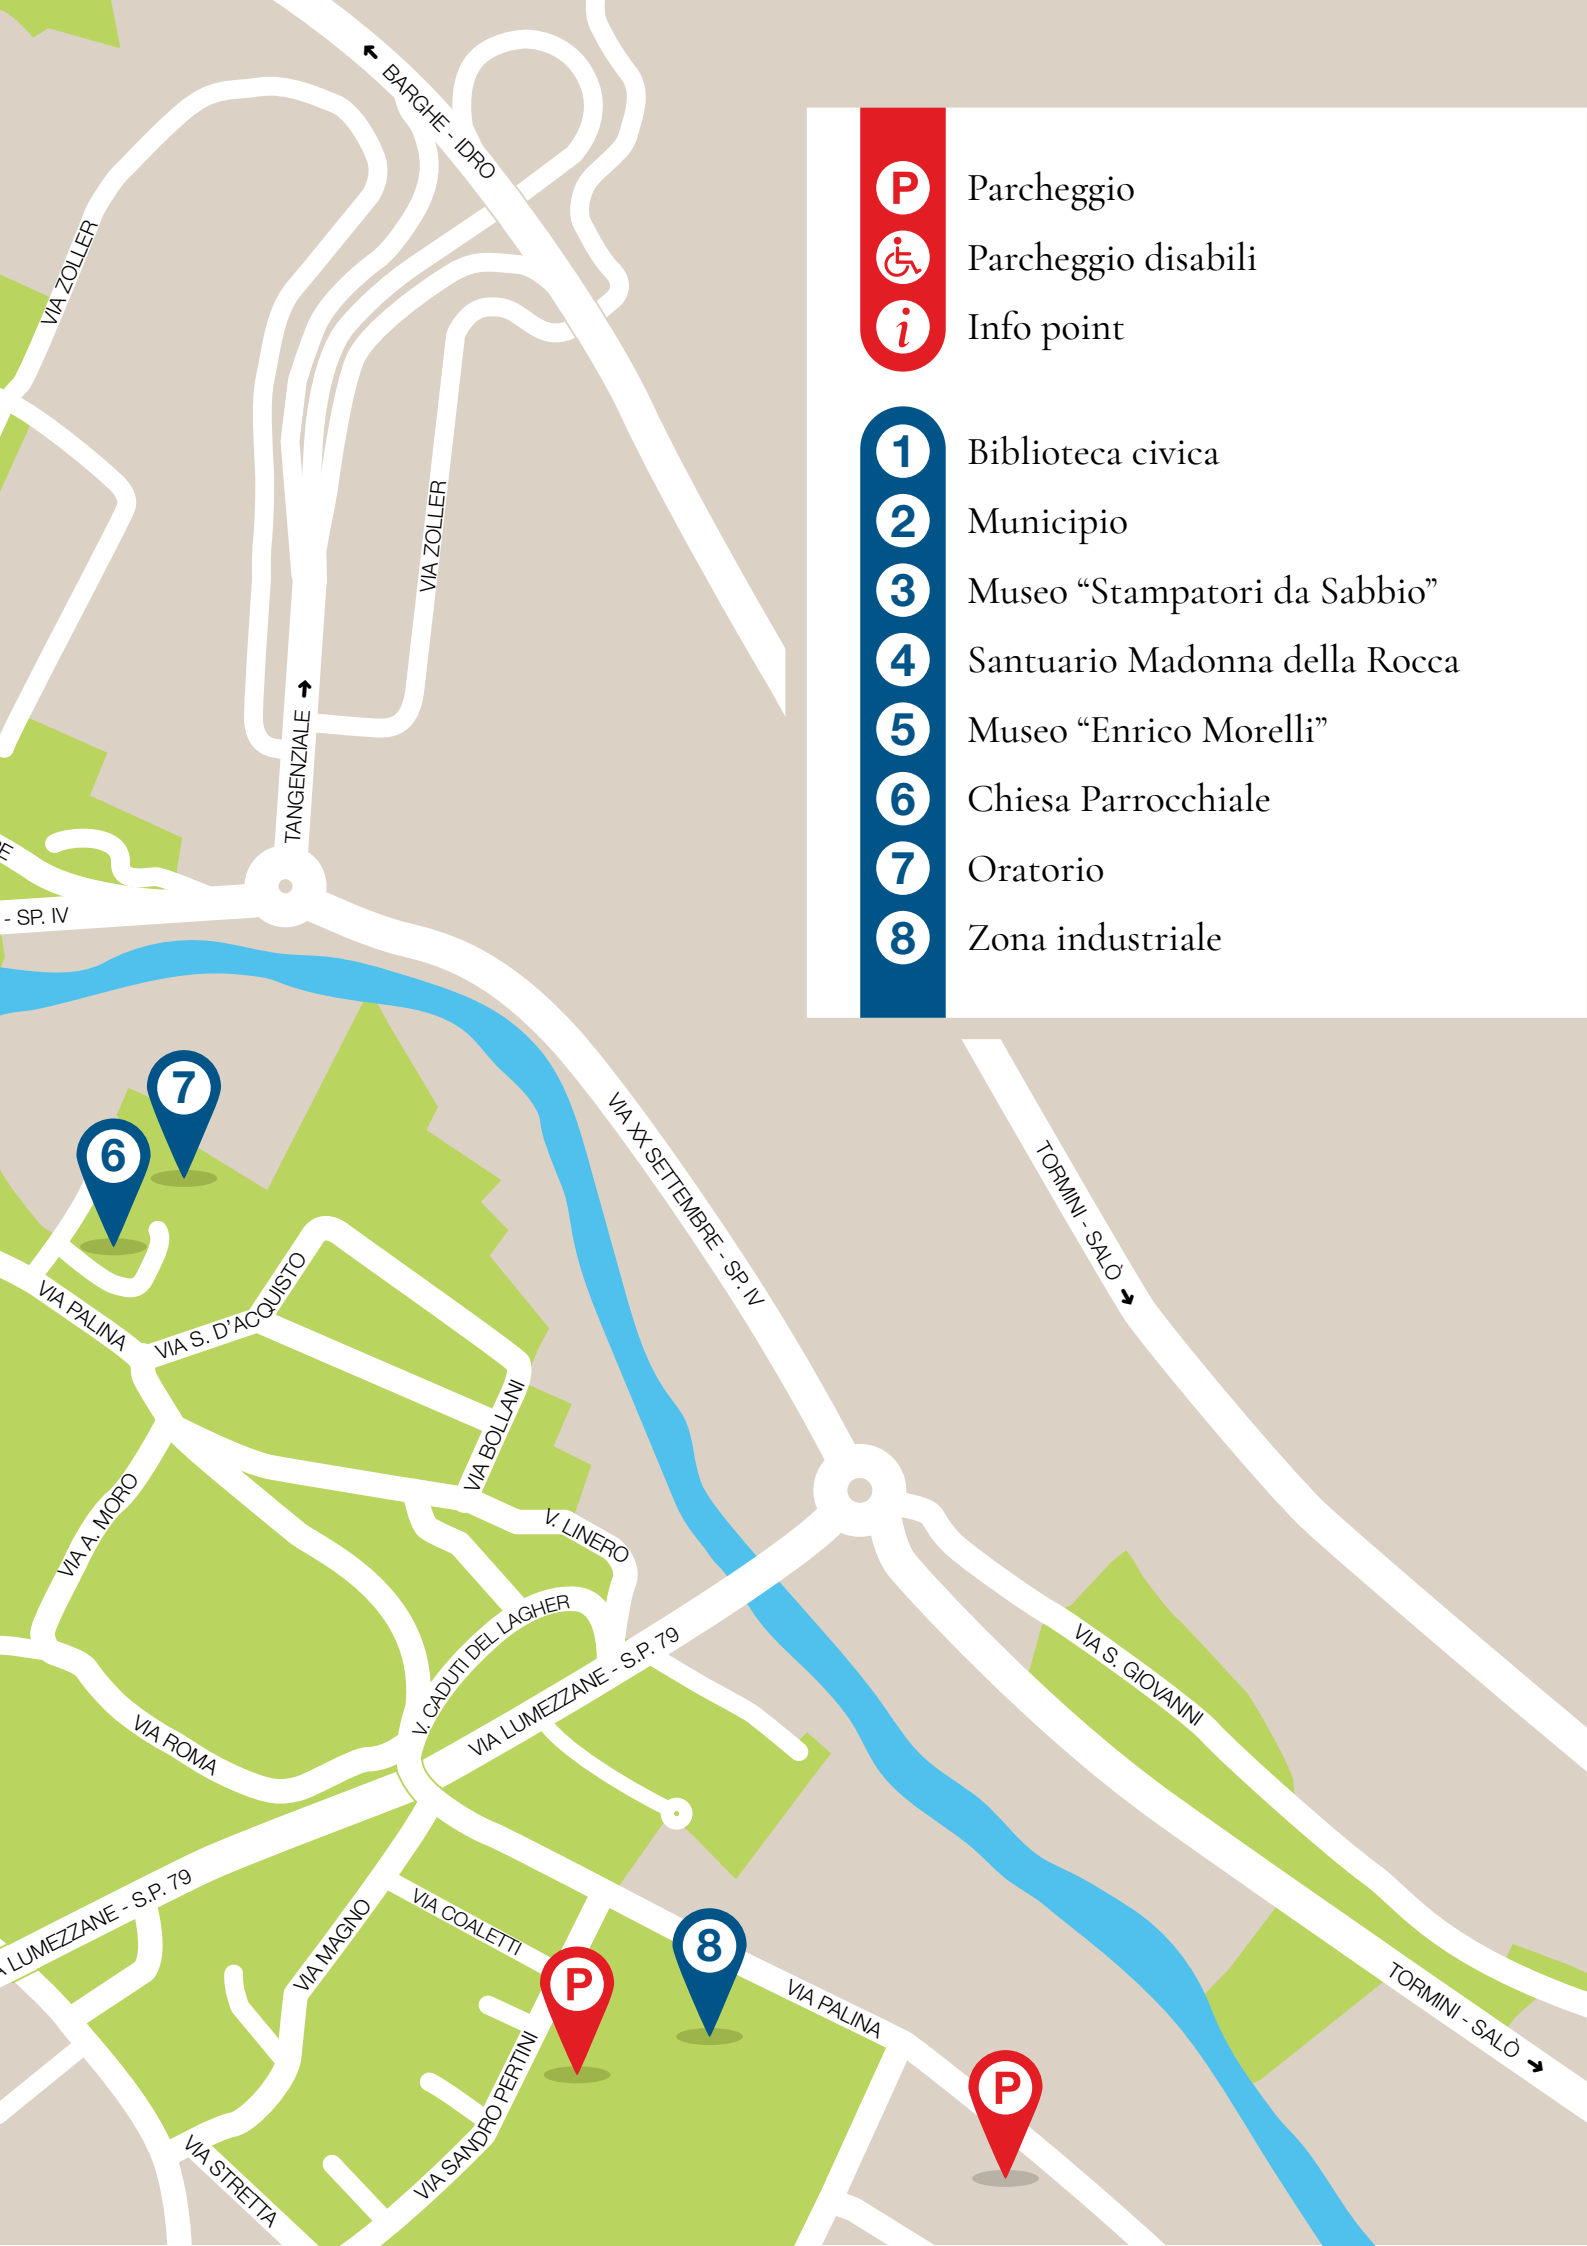 BARGHE - IDRO
VIA ZOLLER
VIA ZOLLER
TANGENZIALE
- SP. IV
P Parcheggio
Parcheggio disabili
i Info point
1 Biblioteca civica
2 Municipio
3 Museo “Stampatori da Sabbio”
4 Santuario Madonna della Rocca
5 Museo “Enrico Morelli”
6 Chiesa Parrocchiale
7 Oratorio
8 Zona industriale
7
6
VIA XX SETTEMBRE - SP. IV
TORMINI - SALÒ
VIA PALINA
VIA S. D’ACQUISTO
VIA BOLLANI
VIA A. MORO
V. LINERO
V. CADUTI DEL LAGHER
VIA LUMEZZANE - S.P. 79
VIA S. GIOVANNI
VIA ROMA
A LUMEZZANE - S.P. 79
VIA MAGNO
VIA COALETTI
8
P
VIA PALINA
TORMINI - SALÒ
P
VIA SANDRO PERTINI
VIA STRETTA